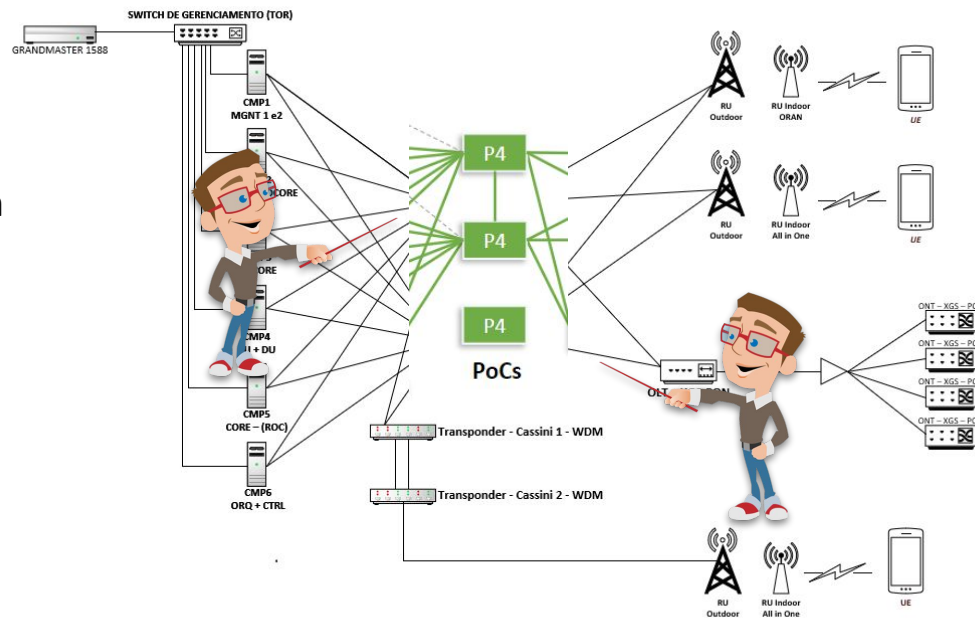 SWITCH DE GERENCIAMENTO (TOR)
GRANDMASTER 1588
CMP1
MGNT 1 e2
CORE
CORE
CMP4
+ DU
CMP5
CORE – (ROC)
CMP6
ORQ + CTRL
P4
P4
P4
PoCs
Transponder - Cassini 1 - WDM
Transponder - Cassini 2 - WDM
RU
Outdoor
RU Indoor
ORAN
UE
RU
Outdoor
RU Indoor
All in One
UE
OLT
ONT – XGS – PO
ONT – XGS – PO
ONT – XGS – PO
ONT – XGS – PO
RU
Outdoor
RU Indoor
All in One
UE